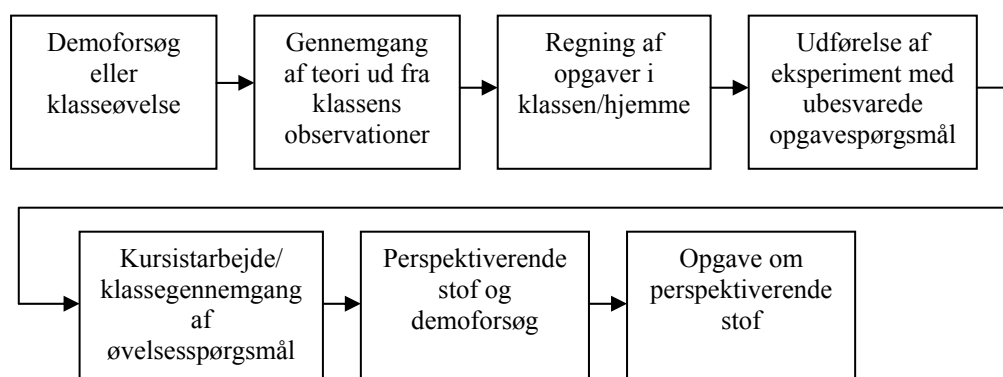 Demoforsøg
eller
klasseøvelse
Gennemgang
af teori ud fra
klassens
observationer
Regning af
opgaver i
klassen/hjemme
Udførelse af
eksperiment med
ubesvarede
opgavespørgsmål
Kursistarbejde/
klassegennemgang
af
øvelsesspørgsmål
Perspektiverende
stof og
demoforsøg
Opgave om
perspektiverende
stof